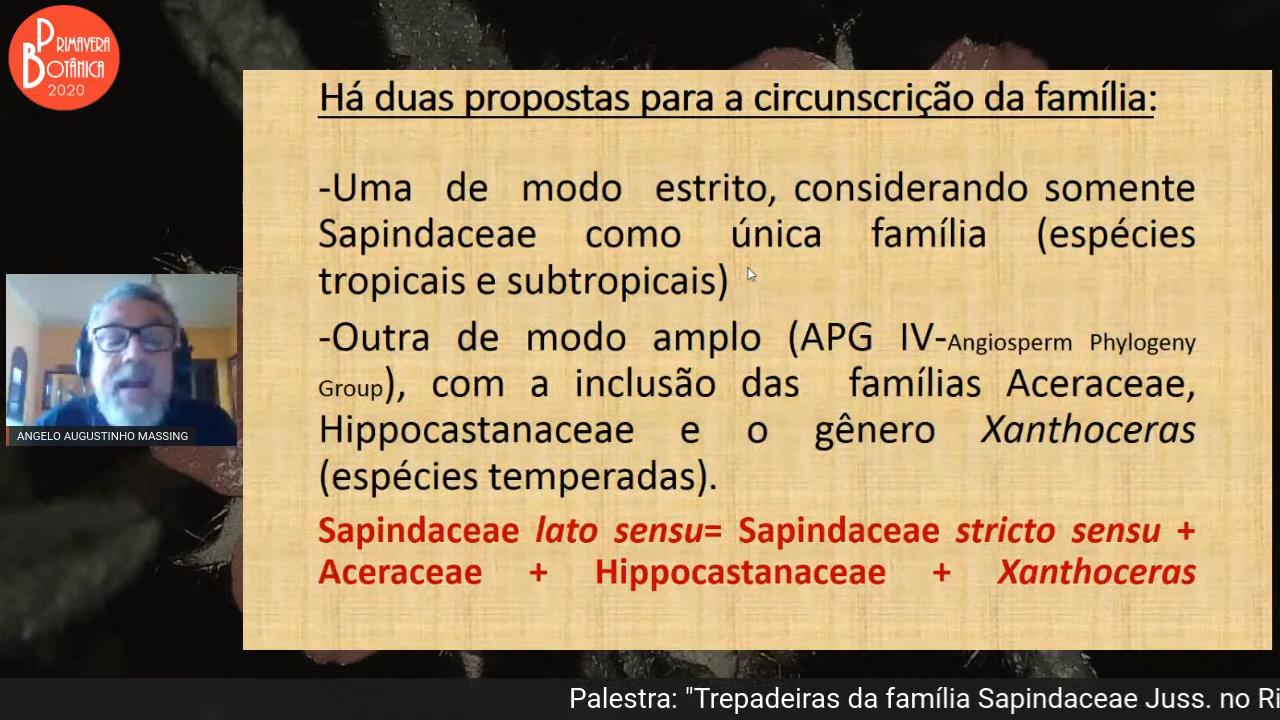 PRIMAVERA
BOTÂNICA
2020
Há duas propostas para a circunscrição da família:
-Uma de modo estrito, considerando somente
Sapindaceae como única família (espécies
tropicais e subtropicais)
-Outra de modo amplo (APG IV-Angiosperm Phylogeny
Group), com a inclusão das famílias Aceraceae,
Hippocastanaceae e o gênero Xanthoceras
(espécies temperadas).
Sapindaceae lato sensu= Sapindaceae stricto sensu +
Aceraceae + Hippocastanaceae + Xanthoceras
ANGELO AUGUSTINHO MASSING
Palestra: "Trepadeiras da família Sapindaceae Juss. no Ri